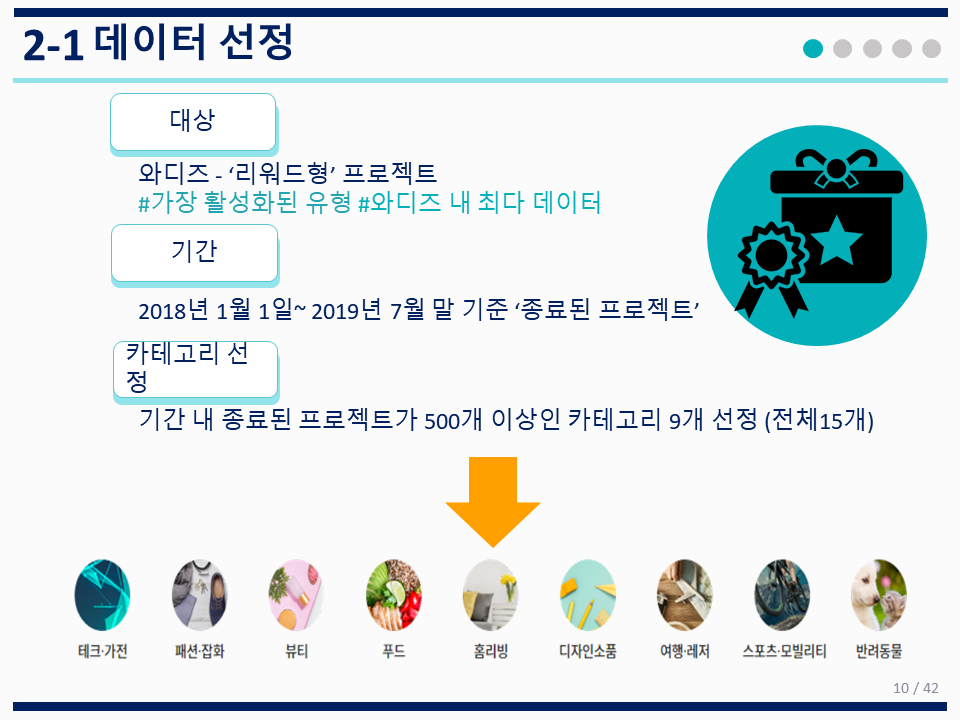 2-1 데이터 선정
대상
와디즈 - ‘리워드형’ 프로젝트
#가장 활성화된 유형 #와디즈 내 최다 데이터
기간
2018년 1월 1일~ 2019년 7월 말 기준 ‘종료된 프로젝트’
카테고리 선
정
기간 내 종료된 프로젝트가 500개 이상인 카테고리 9개 선정 (전체15개)
테크·가전 패션·잡화 뷰티 푸드 홈리빙 디자인소품 여행·레저 스포츠·모빌리티 반려동물
10 / 42